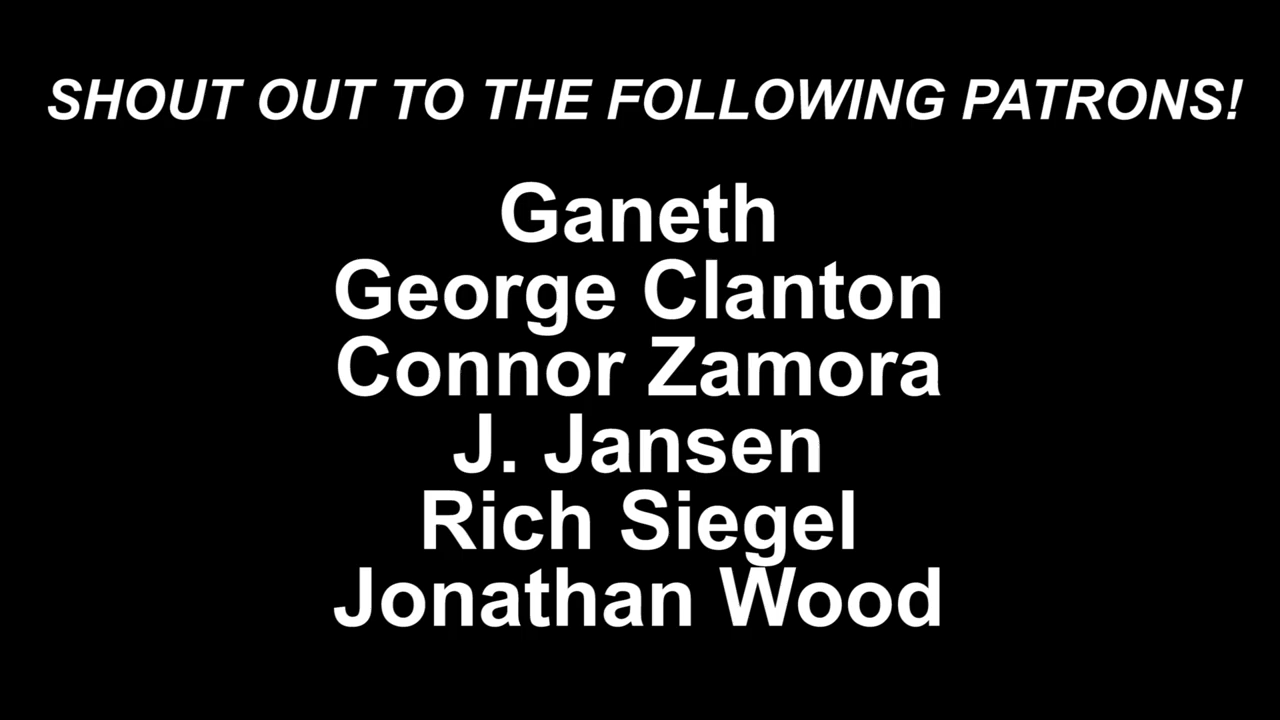 SHOUT OUT TO THE FOLLOWING PATRONS!
Ganeth
George Clanton
Connor Zamora
J. Jansen
Rich Siegel
Jonathan Wood